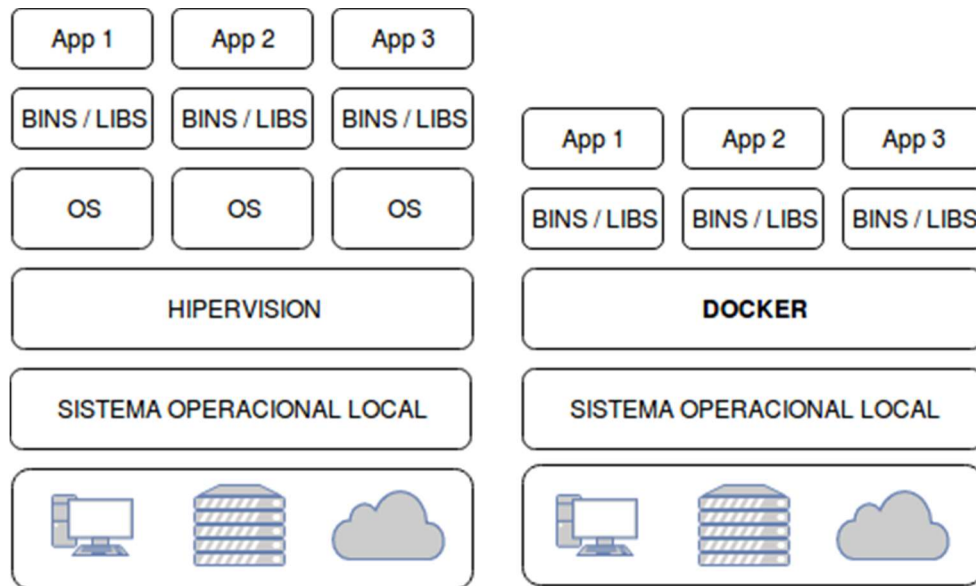 App 1
App 2
App 3
BINS / LIBS
BINS / LIBS
BINS / LIBS
OS
OS
OS
HIPERVISION
SISTEMA OPERACIONAL LOCAL
App 1
App 2
App 3
BINS / LIBS
BINS / LIBS
BINS / LIBS
DOCKER
SISTEMA OPERACIONAL LOCAL